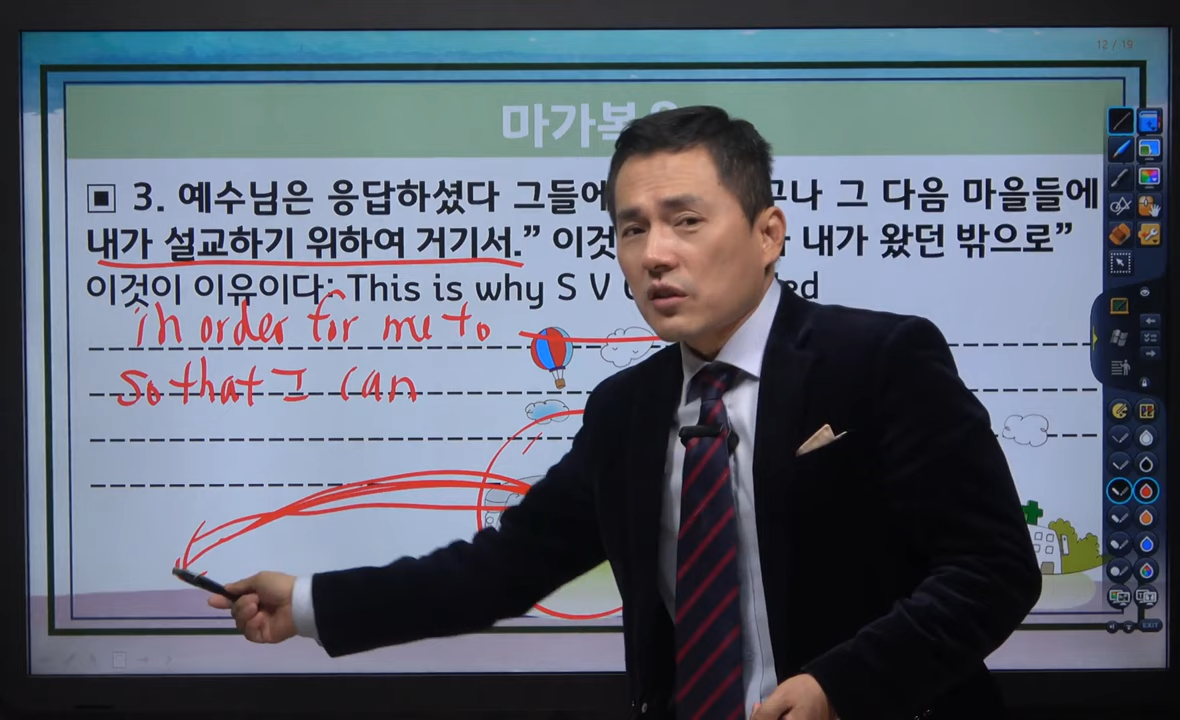 12 / 19
마가복
▣ 3. 예수님은 응답하셨다 그들에 그 다음 마을들에
내가 설교하기 위하여 거기서.” 이것 내가 왔던 밖으로”
이것이 이유이다: This is why S V
in order for me to
so that I can
EXIT